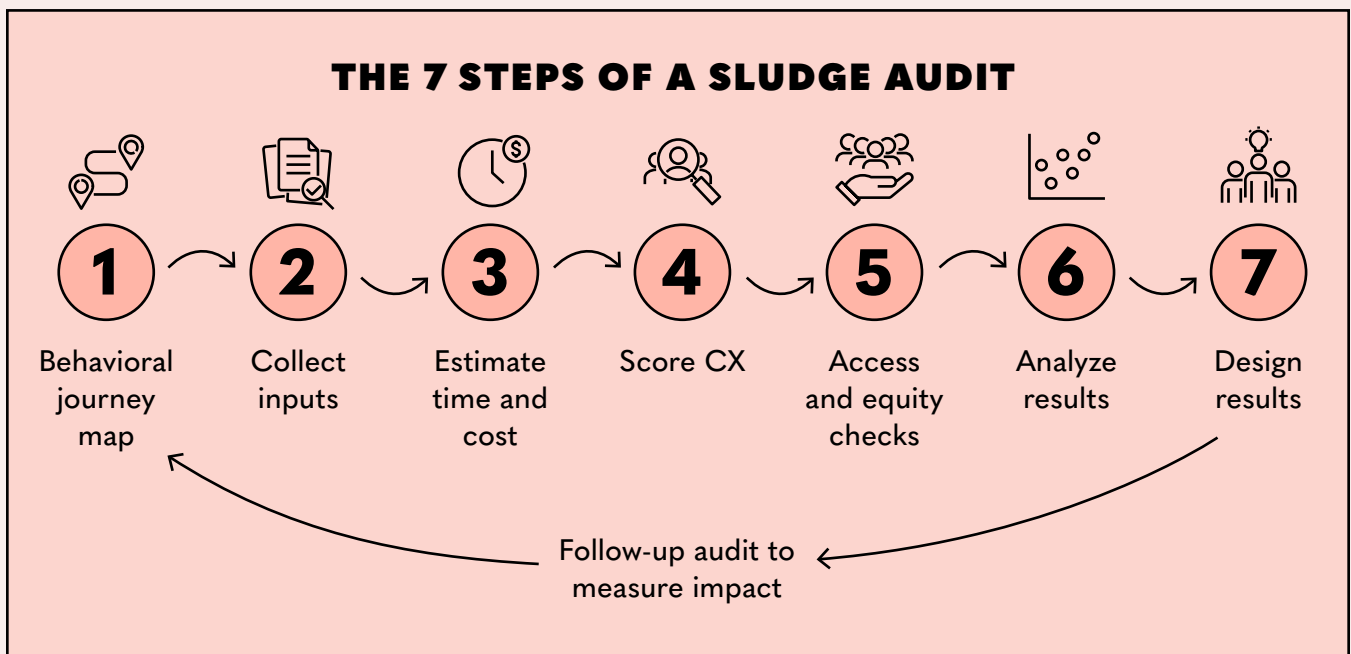 THE 7 STEPS OF A SLUDGE AUDIT
$
1
2
3
4
5
6
7
Behavioral
journey
map
Collect
inputs
Estimate
time and
cost
Score CX
Access
and equity
checks
Analyze
results
Design
results
Follow-up audit to
measure impact